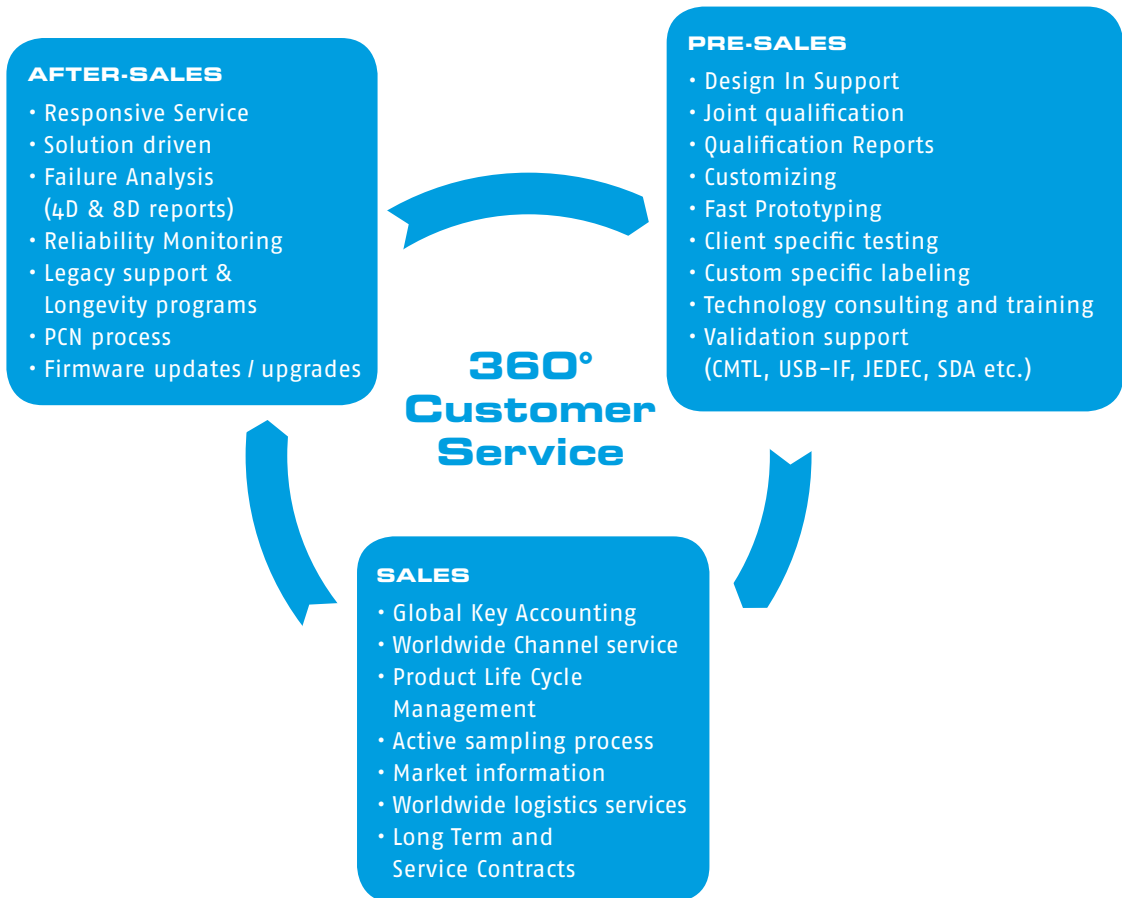 AFTER-SALES
• Responsive Service
• Solution driven
• Failure Analysis
(4D & 8D reports)
• Reliability Monitoring
• Legacy support &
Longevity programs
• PCN process
• Firmware updates / upgrades
PRE-SALES
• Design In Support
• Joint qualification
• Qualification Reports
• Customizing
• Fast Prototyping
• Client specific testing
• Custom specific labeling
• Technology consulting and training
• Validation support
(CMTL, USB-IF, JEDEC, SDA etc.)
360°
Customer
Service
SALES
• Global Key Accounting
• Worldwide Channel service
• Product Life Cycle
Management
• Active sampling process
• Market information
• Worldwide logistics services
• Long Term and
Service Contracts